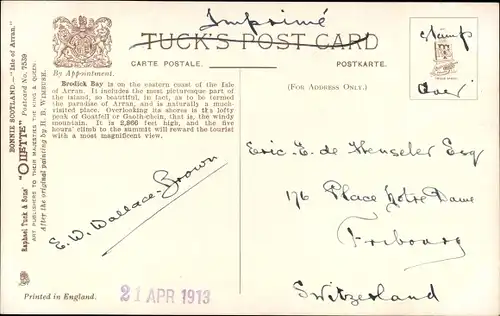 Imprimé
TUCK'S POST CARD
CARTE POSTALE. POSTKARTE.
stamp
Over
By Appointment.
(FOR ADDRESS ONLY.)
Brodick Bay is on the eastern coast of the Isle
of Arran. It includes the most picturesque part of
the island, so beautiful, in fact, as to be termed
the paradise of Arran, and is naturally a much-
visited place. Overlooking its shores is the lofty
peak of Goatfell or Gaoth-chein, that is, the windy
mountain. It is 2,866 feet high, and the five
hours' climb to the summit will reward the tourist
with a most magnificent view.
BONNIE SCOTLAND.—"Isle of Arran."
Raphael Tuck & Sons' "OILETTE" Postcard No. 7539.
ART PUBLISHERS TO THEIR MAJESTIES THE KING & QUEEN.
After the original painting by H. B. WIMBUSH.
E. W. Wallace-Brown
Eric. E. de Henseler Esq
176 Place Notre Dame
Fribourg
Switzerland
21 APR 1913
Printed in England.